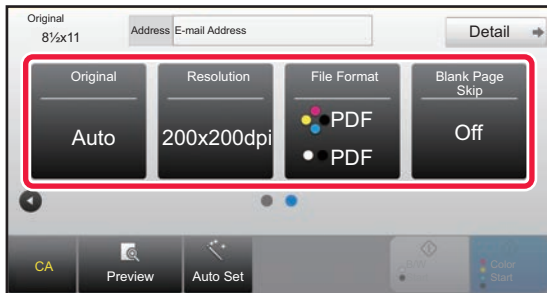 Original
8½x11
Address E-mail Address
Detail
Original
Auto
Resolution
200x200dpi
File Format
PDF
PDF
Blank Page
Skip
Off
CA
Preview
Auto Set
B/W
Start
Color
Start